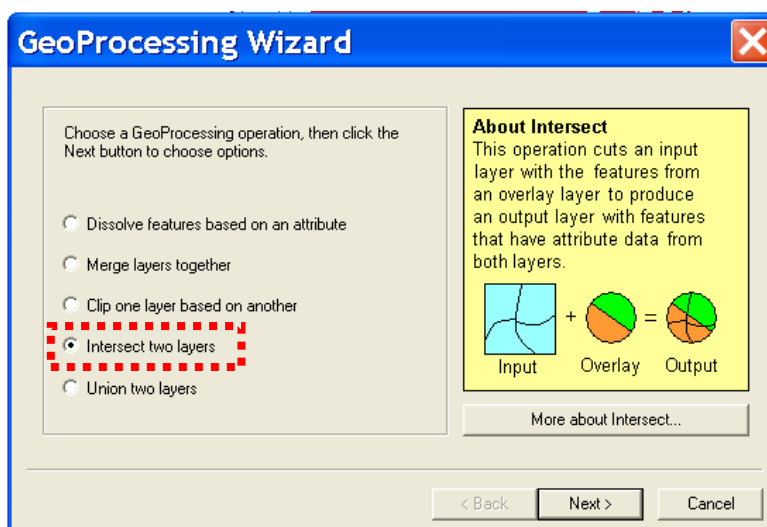 GeoProcessing Wizard
Choose a GeoProcessing operation, then click the
Next button to choose options.
Dissolve features based on an attribute
Merge layers together
Clip one layer based on another
Intersect two layers
Union two layers
About Intersect
This operation cuts an input
layer with the features from
an overlay layer to produce
an output layer with features
that have attribute data from
both layers.
+ =
Input Overlay Output
More about Intersect...
< Back Next > Cancel